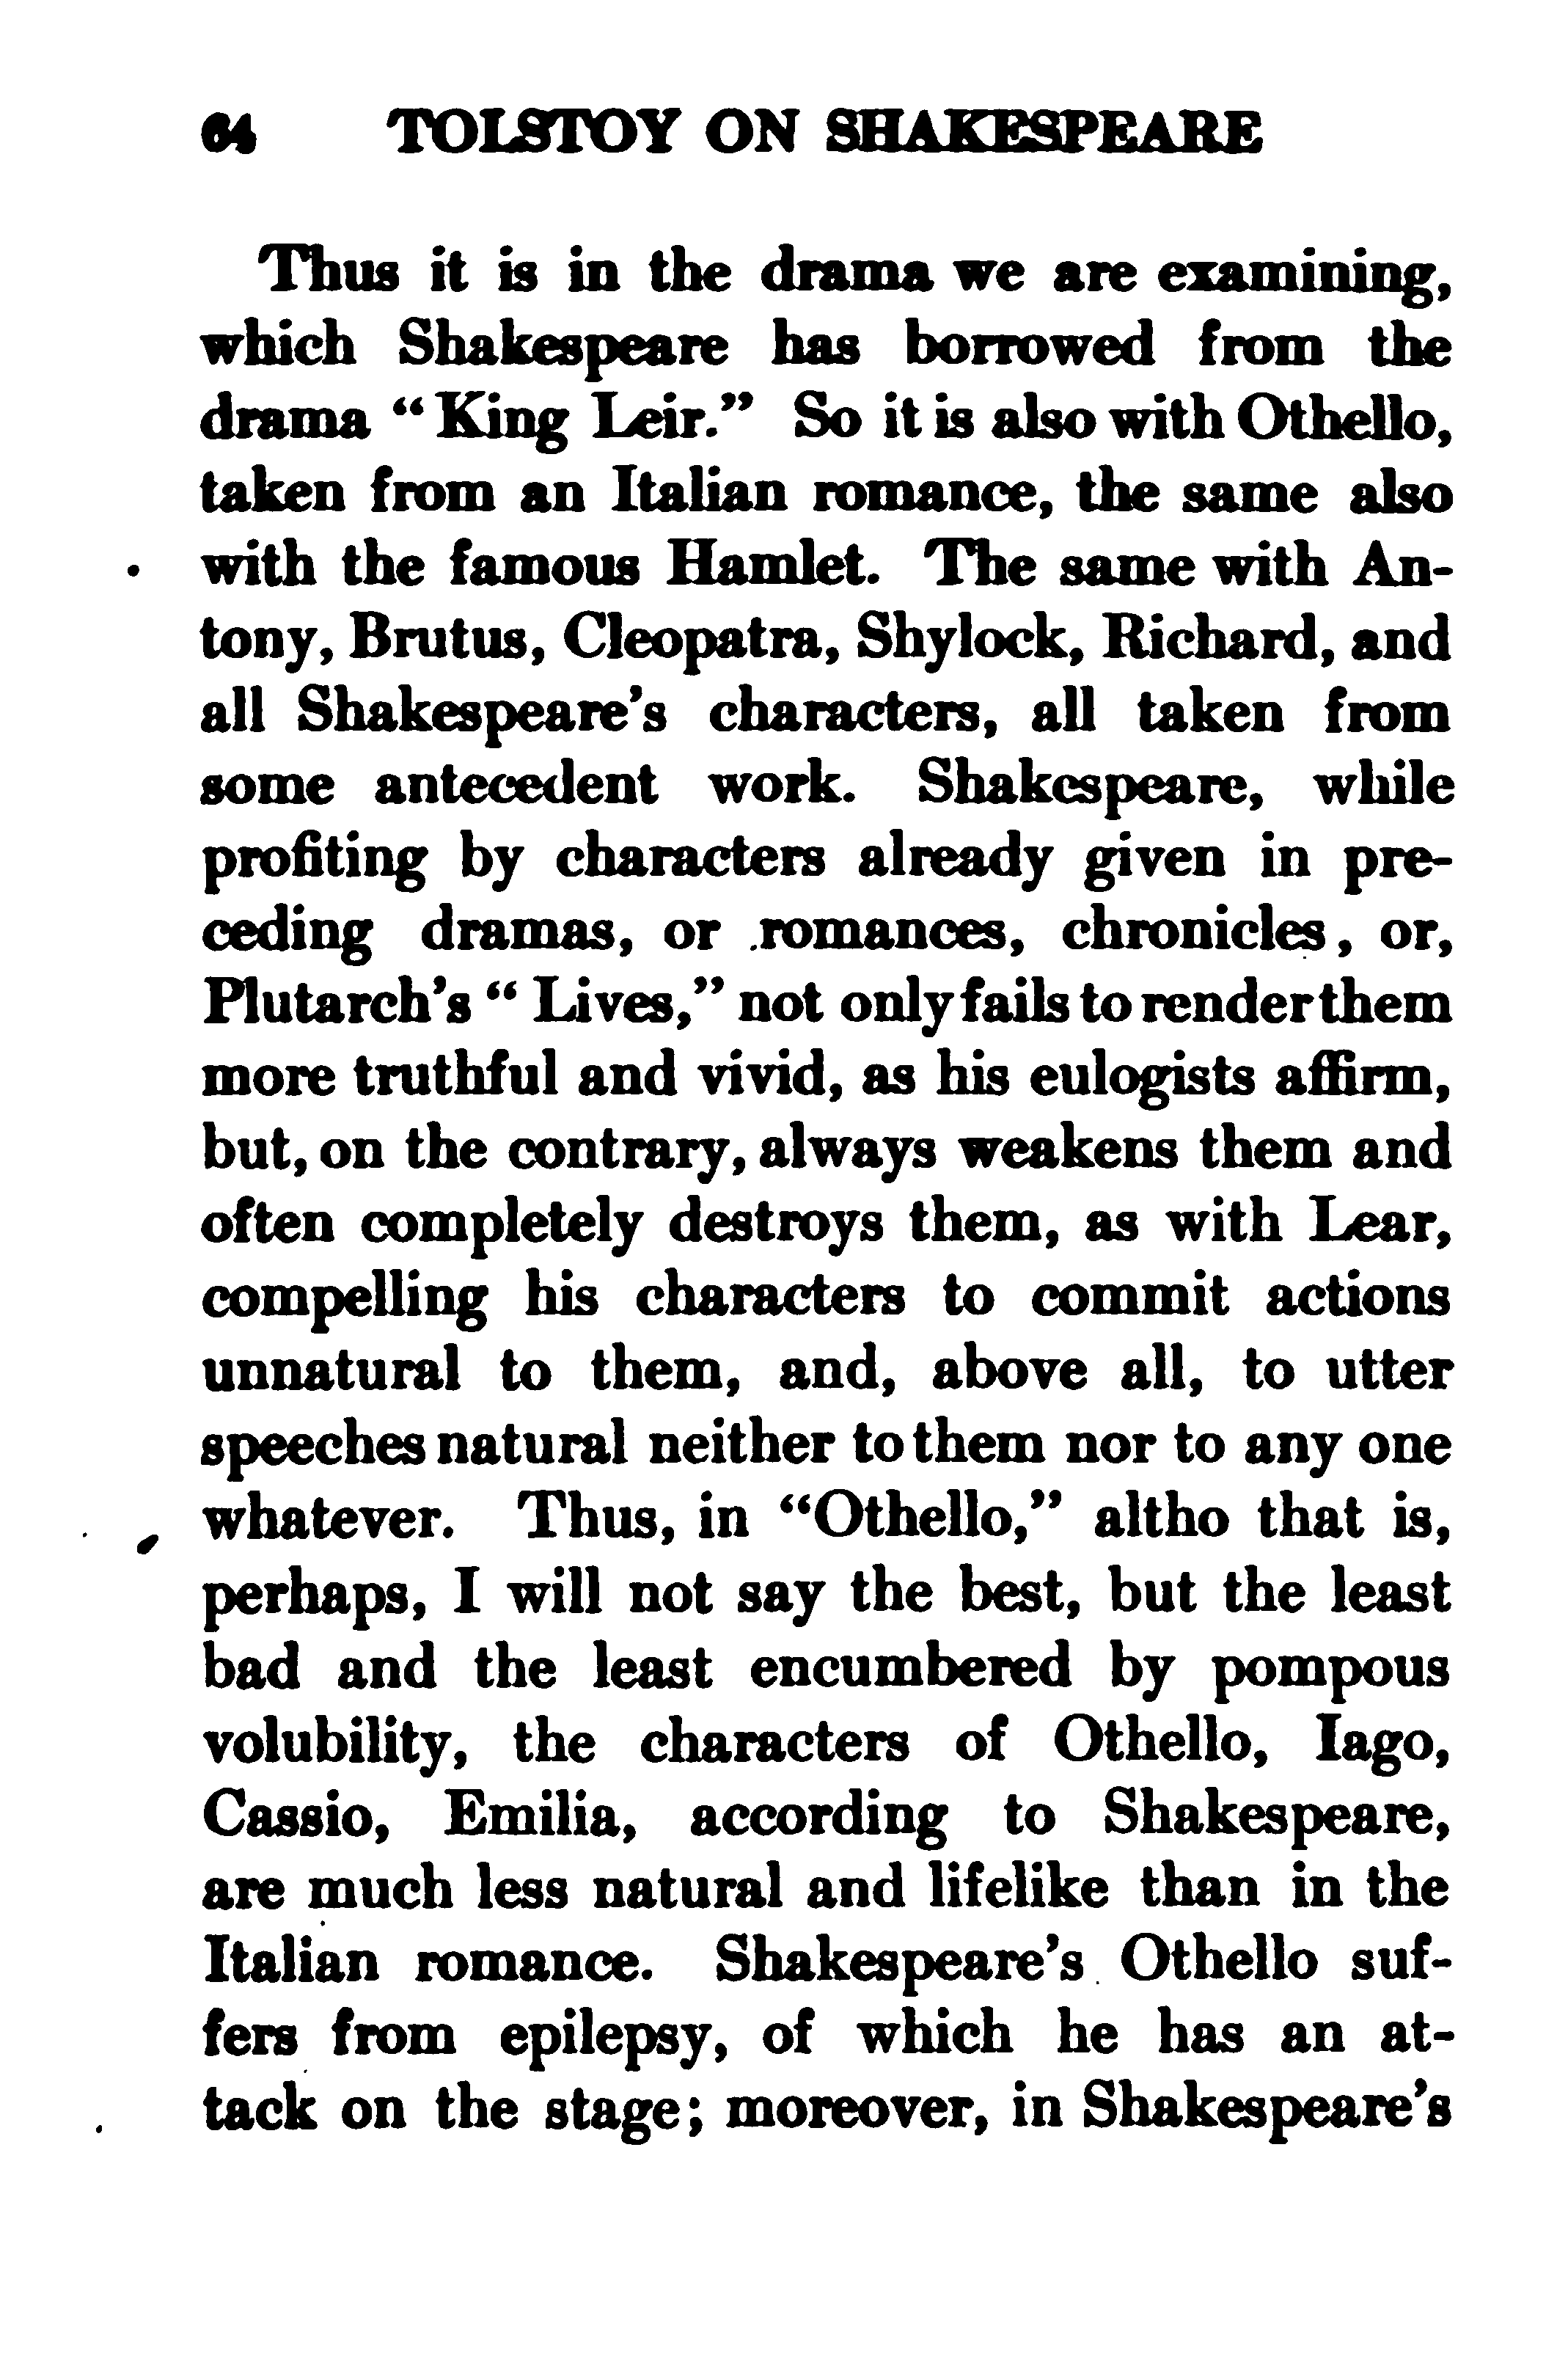 64 TOLSTOY ON SHAKESPEARE
Thus it is in the drama we are examining,
which Shakespeare has borrowed from the
drama “King Leir.” So it is also with Othello,
taken from an Italian romance, the same also
with the famous Hamlet. The same with An-
tony, Brutus, Cleopatra, Shylock, Richard, and
all Shakespeare’s characters, all taken from
some antecedent work. Shakespeare, while
profiting by characters already given in pre-
ceding dramas, or romances, chronicles, or,
Plutarch’s “Lives,” not only fails to render them
more truthful and vivid, as his eulogists affirm,
but, on the contrary, always weakens them and
often completely destroys them, as with Lear,
compelling his characters to commit actions
unnatural to them, and, above all, to utter
speeches natural neither to them nor to any one
whatever. Thus, in “Othello,” altho that is,
perhaps, I will not say the best, but the least
bad and the least encumbered by pompous
volubility, the characters of Othello, Iago,
Cassio, Emilia, according to Shakespeare,
are much less natural and lifelike than in the
Italian romance. Shakespeare’s Othello suf-
fers from epilepsy, of which he has an at-
tack on the stage; moreover, in Shakespeare’s